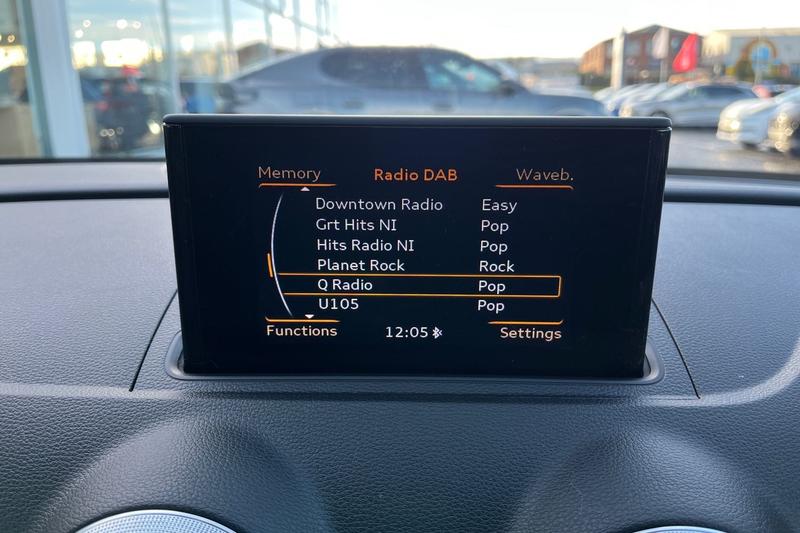 Memory Radio DAB Waveb.
Downtown Radio Easy
Grt Hits NI Pop
Hits Radio NI Pop
Planet Rock Rock
Q Radio Pop
U105 Pop
Functions 12:05 Settings